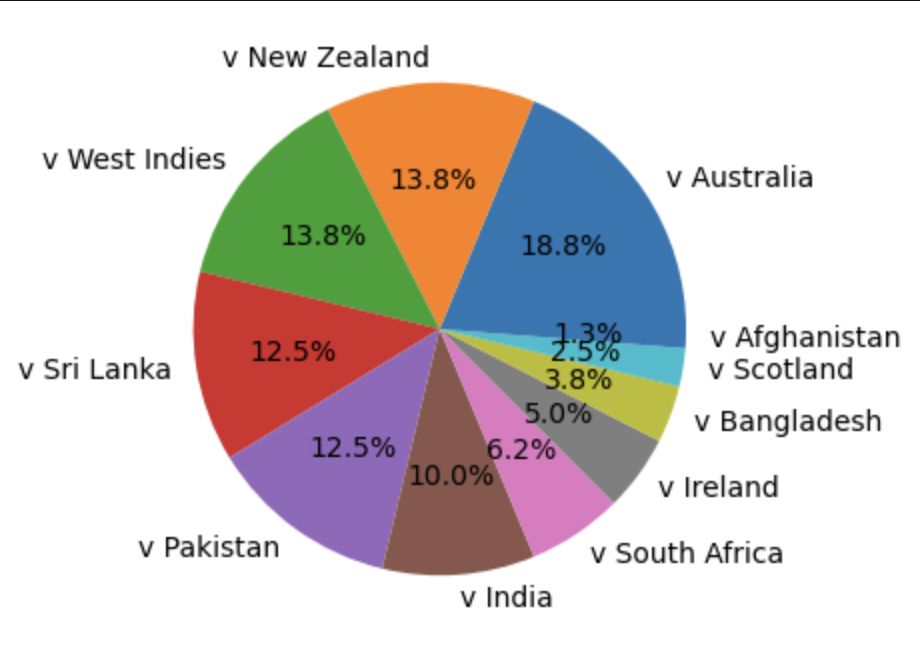 v New Zealand
v West Indies
v Australia
13.8%
13.8%
18.8%
1.3%
v Afghanistan
2.5%
v Sri Lanka
12.5%
v Scotland
3.8%
v Bangladesh
5.0%
12.5%
6.2%
10.0%
v Ireland
v Pakistan
v South Africa
v India